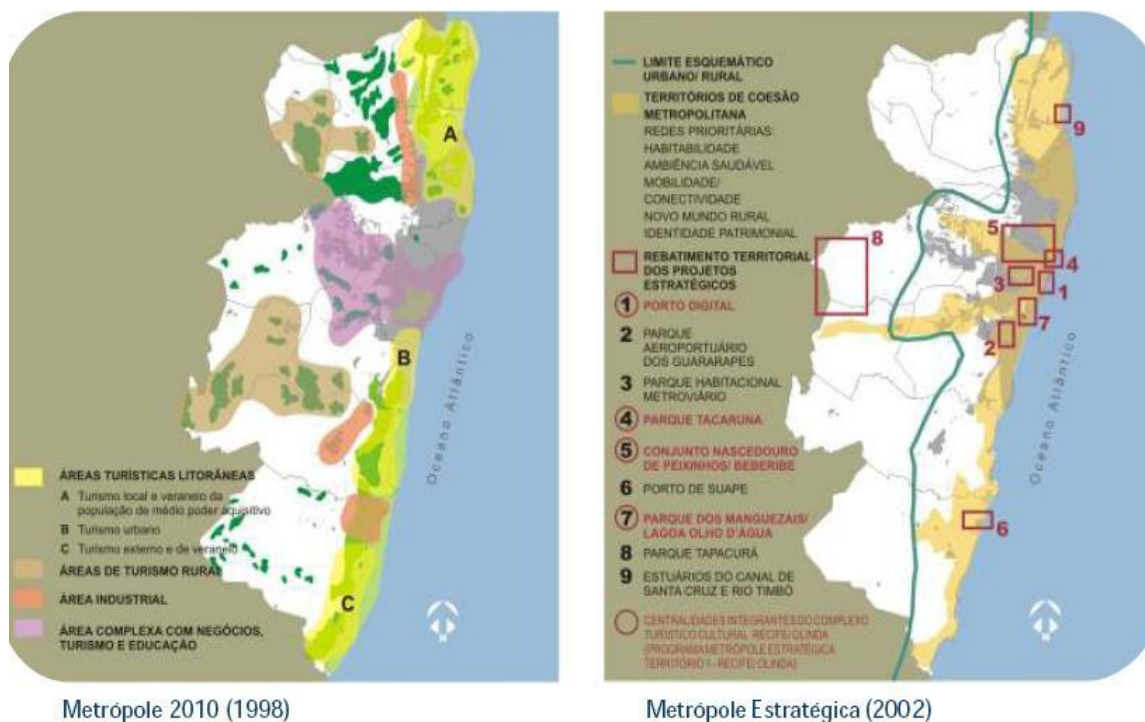 A
B
C
Oceano Atlântico
ÁREAS TURÍSTICAS LITORÂNEAS
A Turismo local e veraneio da
população de médio poder aquisitivo
B Turismo urbano
C Turismo externo e de veraneio
ÁREAS DE TURISMO RURAL
ÁREA INDUSTRIAL
ÁREA COMPLEXA COM NEGÓCIOS,
TURISMO E EDUCAÇÃO
N
Metrópole 2010 (1998)
LIMITE ESQUEMÁTICO
URBANO/ RURAL
TERRITÓRIOS DE COESÃO
METROPOLITANA
REDES PRIORITÁRIAS:
HABITABILIDADE
AMBIÊNCIA SAUDÁVEL
MOBILIDADE/
CONECTIVIDADE
NOVO MUNDO RURAL
IDENTIDADE PATRIMONIAL
REBATIMENTO TERRITORIAL
DOS PROJETOS
ESTRATÉGICOS
1 PORTO DIGITAL
2 PARQUE
AEROPORTUÁRIO
DOS GUARARAPES
3 PARQUE HABITACIONAL
METROVIÁRIO
4 PARQUE TACARUNA
5 CONJUNTO NASCEDOURO
DE PEIXINHOS/ BEBERIBE
6 PORTO DE SUAPE
7 PARQUE DOS MANGUEZAIS/
LAGOA OLHO D'ÁGUA
8 PARQUE TAPACURÁ
9 ESTUÁRIOS DO CANAL DE
SANTA CRUZ E RIO TIMBÓ
CENTRALIDADES INTEGRANTES DO COMPLEXO
TURÍSTICO CULTURAL RECIFE/OLINDA
(PROGRAMA METRÓPOLE ESTRATÉGICA
TERRITÓRIO 1 - RECIFE/ OLINDA)
9
8
5
4
3
1
7
2
6
Oceano Atlântico
N
Metrópole Estratégica (2002)